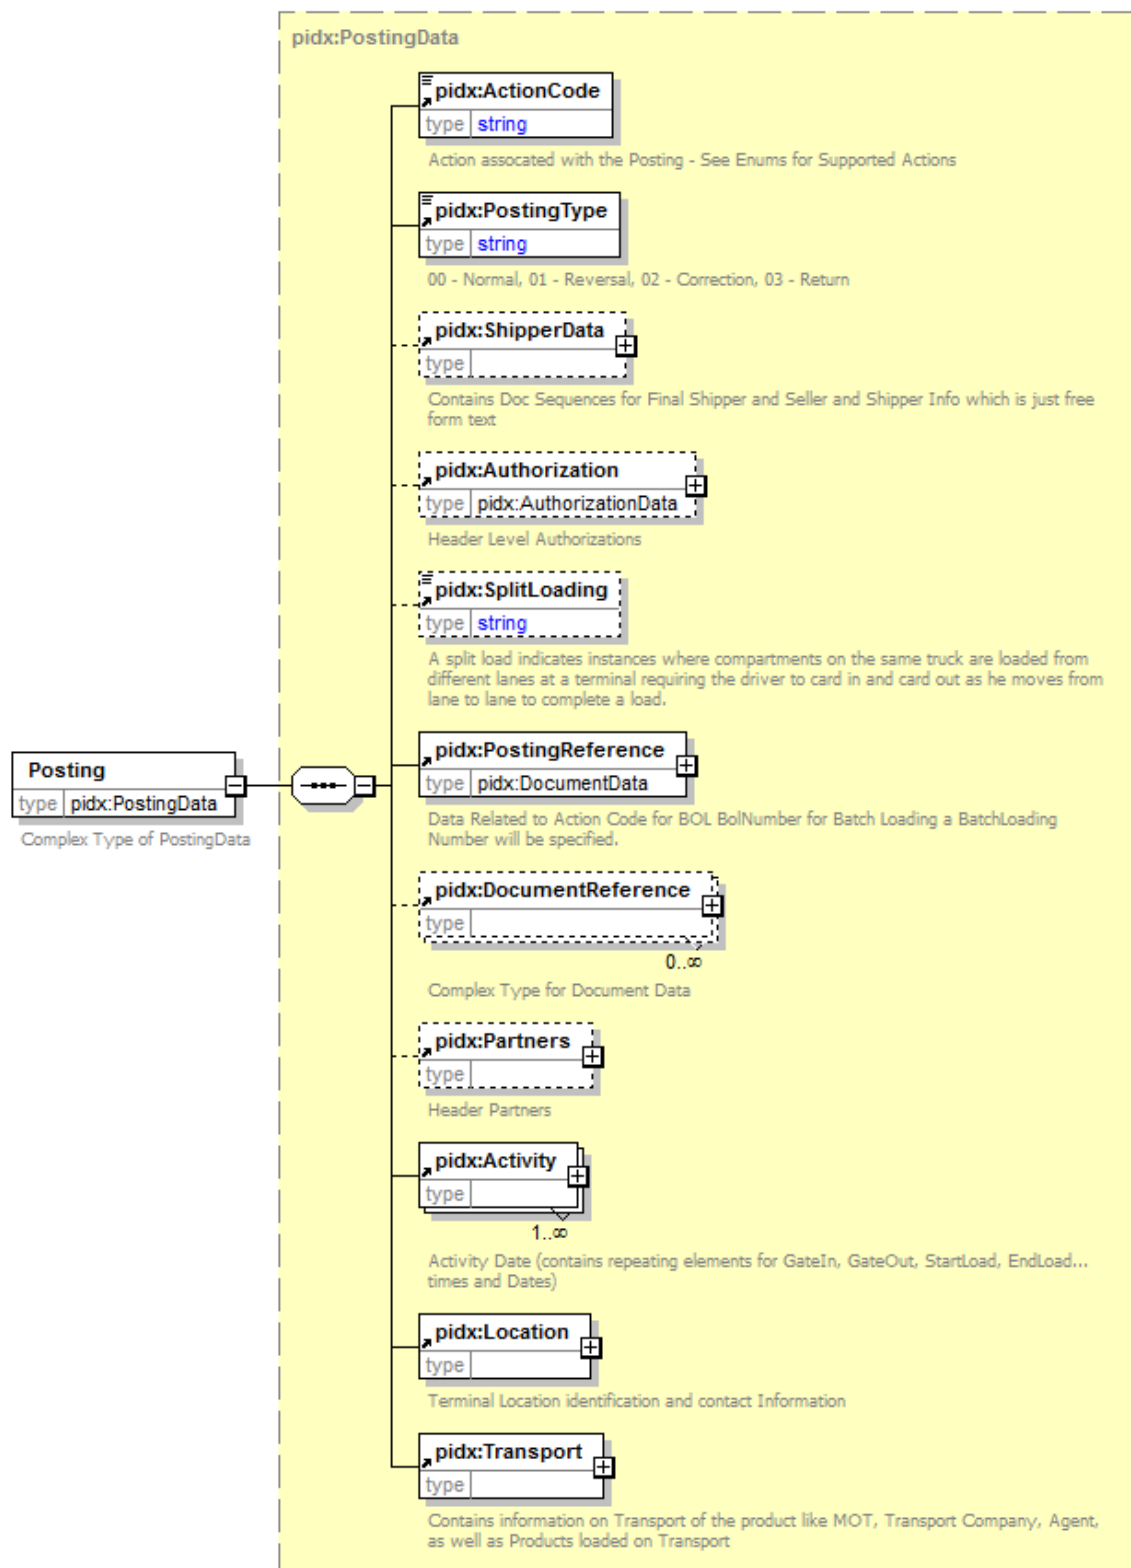 pidx:PostingData
pidx:ActionCode
type string
Action assocated with the Posting - See Enums for Supported Actions
pidx:PostingType
type string
00 - Normal, 01 - Reversal, 02 - Correction, 03 - Return
pidx:ShipperData
type
Contains Doc Sequences for Final Shipper and Seller and Shipper Info which is just free
form text
pidx:Authorization
type pidx:AuthorizationData
Header Level Authorizations
pidx:SplitLoading
type string
A split load indicates instances where compartments on the same truck are loaded from
different lanes at a terminal requiring the driver to card in and card out as he moves from
lane to lane to complete a load.
Posting
type pidx:PostingData
Complex Type of PostingData
pidx:PostingReference
type pidx:DocumentData
Data Related to Action Code for BOL BolNumber for Batch Loading a BatchLoading
Number will be specified.
pidx:DocumentReference
type
0..∞
Complex Type for Document Data
pidx:Partners
type
Header Partners
pidx:Activity
type
1..∞
Activity Date (contains repeating elements for GateIn, GateOut, StartLoad, EndLoad...
times and Dates)
pidx:Location
type
Terminal Location identification and contact Information
pidx:Transport
type
Contains information on Transport of the product like MOT, Transport Company, Agent,
as well as Products loaded on Transport